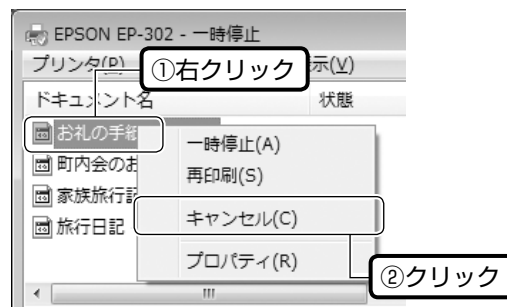 EPSON EP-302 - 一時停止
プリンタ(P)
示(V)
①右クリック
ドキュメント名
状態
お礼の手紙
一時停止(A)
町内会のお
再印刷(S)
家族旅行記
キャンセル(C)
旅行日記
プロパティ(R)
②クリック